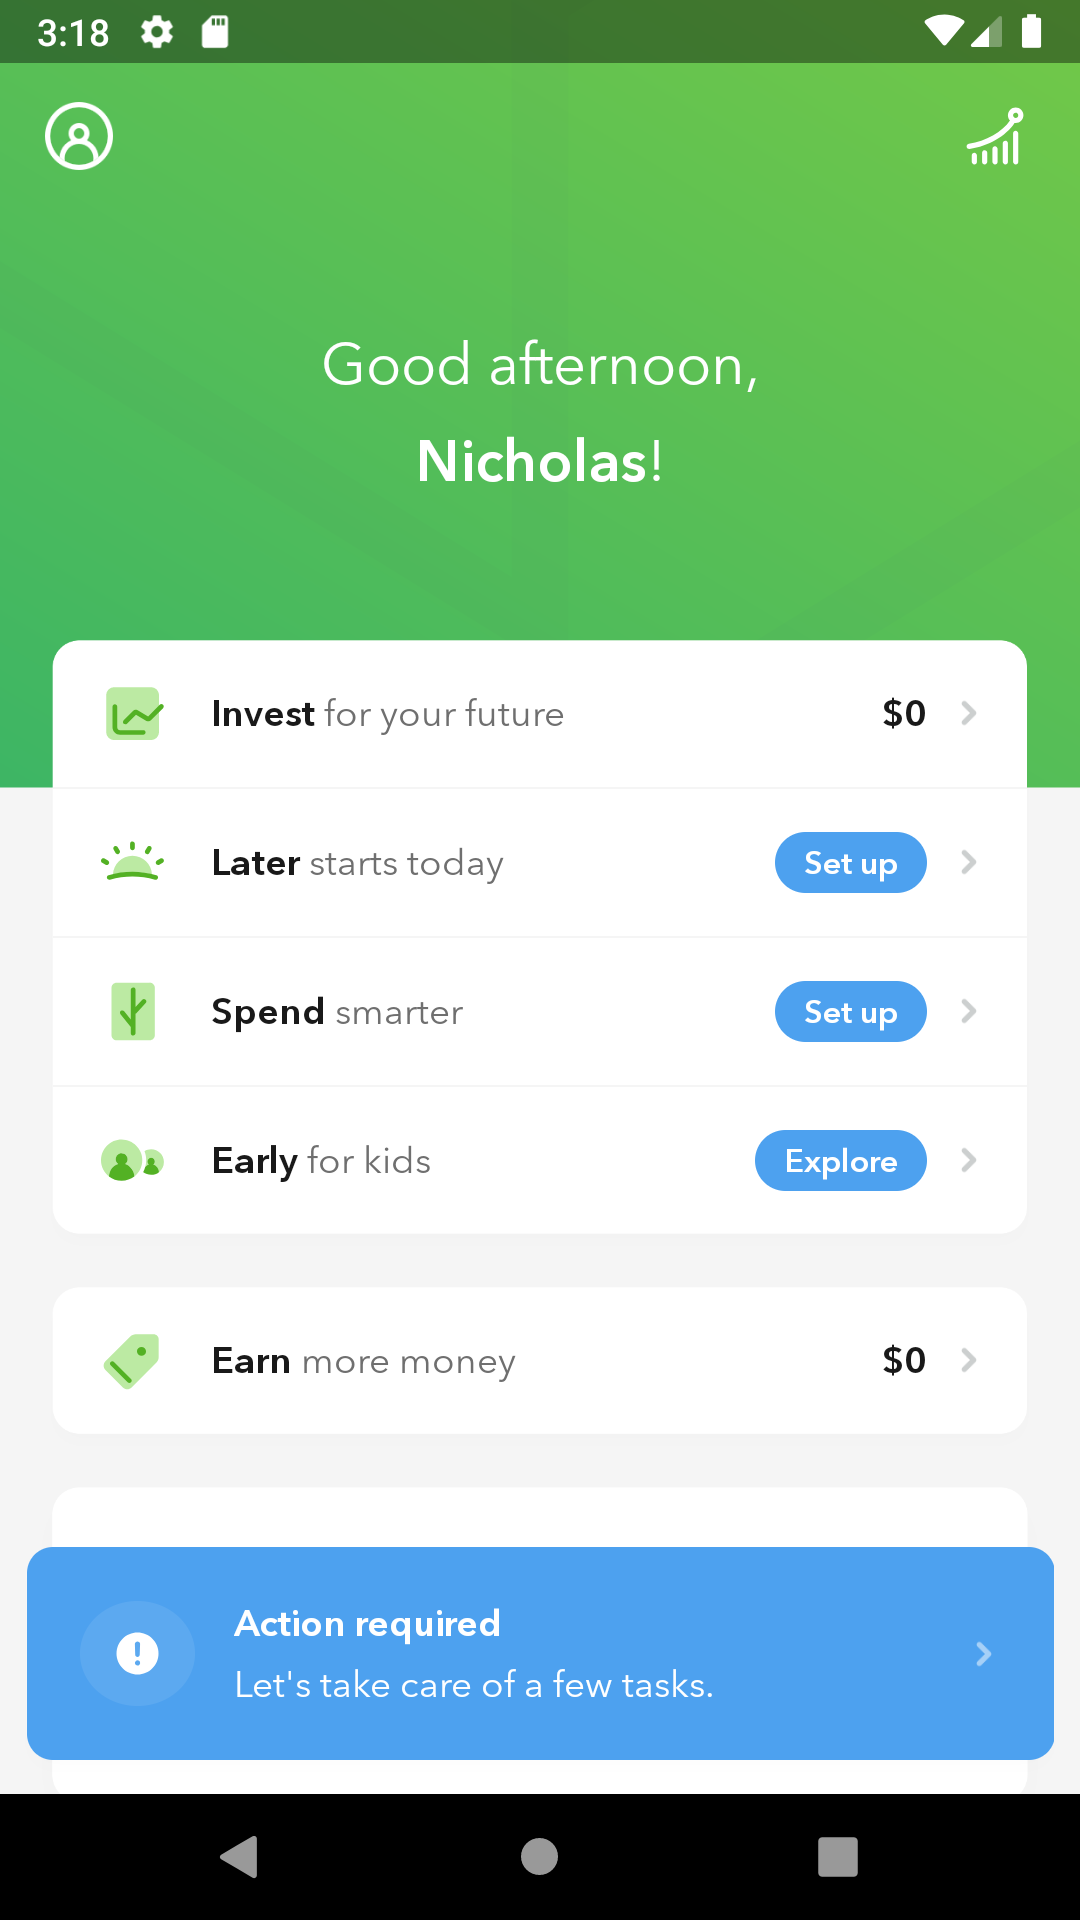 3:18
Good afternoon,
Nicholas!
Invest for your future $0
Later starts today Set up
Spend smarter Set up
Early for kids Explore
Earn more money $0
Action required
Let's take care of a few tasks.